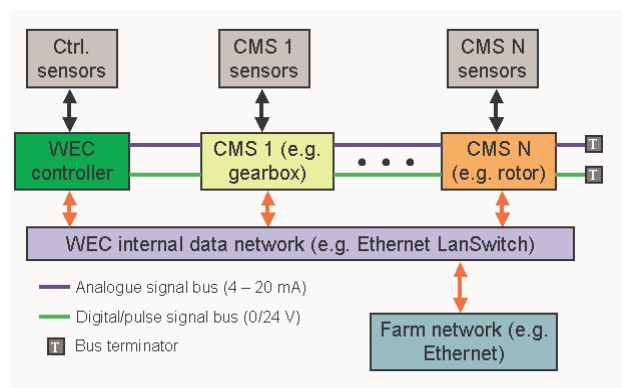 Ctrl.
sensors
CMS 1
sensors
CMS N
sensors
WEC
controller
CMS 1 (e.g.
gearbox)
CMS N
(e.g. rotor)
T
T
WEC internal data network (e.g. Ethernet LanSwitch)
Analogue signal bus (4 – 20 mA)
Digital/pulse signal bus (0/24 V)
T Bus terminator
Farm network (e.g.
Ethernet)